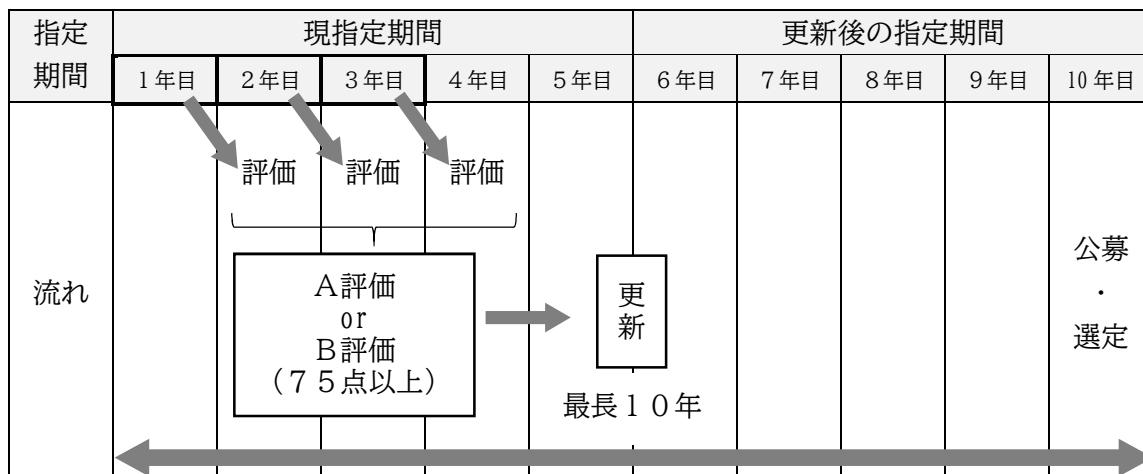 指定期間
現指定期間
更新後の指定期間
１年目
２年目
３年目
４年目
５年目
６年目
７年目
８年目
９年目
10年目
流れ
評価
評価
評価
Ａ評価
or
Ｂ評価
（７５点以上）
更新
最長１０年
公募
・
選定